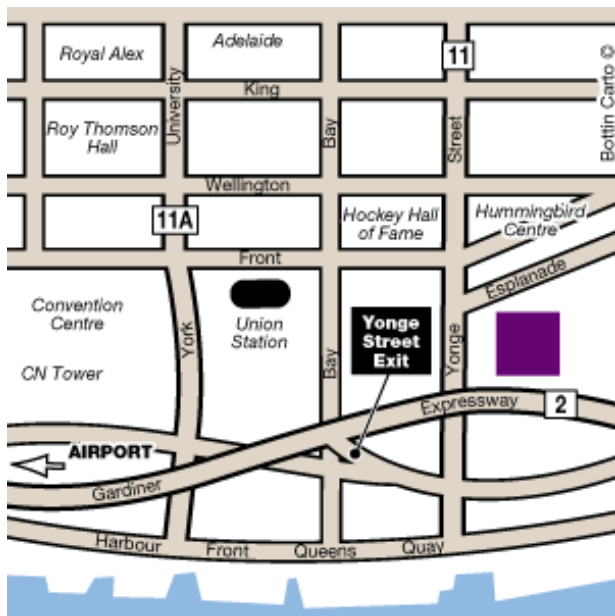 Royal Alex
Adelaide
11
Bottin Carto ©
University
King
Roy Thomson
Hall
Bay
Street
Wellington
11A
Hockey Hall
of Fame
Hummingbird
Centre
Front
Esplanade
Convention
Centre
York
Union
Station
Yonge
Street
Exit
Bay
Yonge
CN Tower
Expressway
2
AIRPORT
Gardiner
Harbour
Front
Queens
Quay